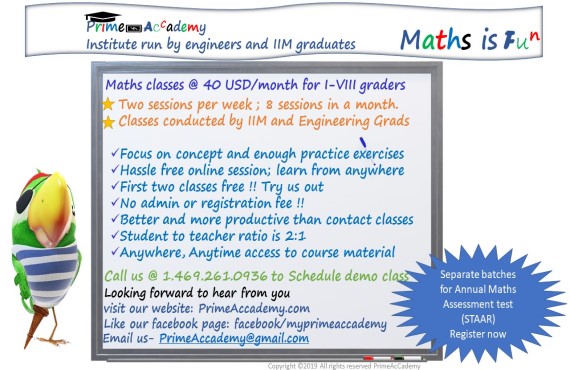 Prime AcCademy
Institute run by engineers and IIM graduates
Maths is Fun
Maths classes @ 40 USD/month for I-VIII graders
Two sessions per week ; 8 sessions in a month.
Classes conducted by IIM and Engineering Grads
✓Focus on concept and enough practice exercises
✓Hassle free online session; learn from anywhere
✓First two classes free !! Try us out
✓No admin or registration fee !!
✓Better and more productive than contact classes
✓Student to teacher ratio is 2:1
✓Anywhere, Anytime access to course material
Call us @ 1.469.261.0936 to Schedule demo class
Looking forward to hear from you
visit our website: PrimeAccademy.com
Like our facebook page: facebook/myprimeaccademy
Email us- PrimeAccademy@gmail.com
Separate batches
for Annual Maths
Assessment test
(STAAR)
Register now
Copyright ©2019 All rights reserved PrimeAcCademy